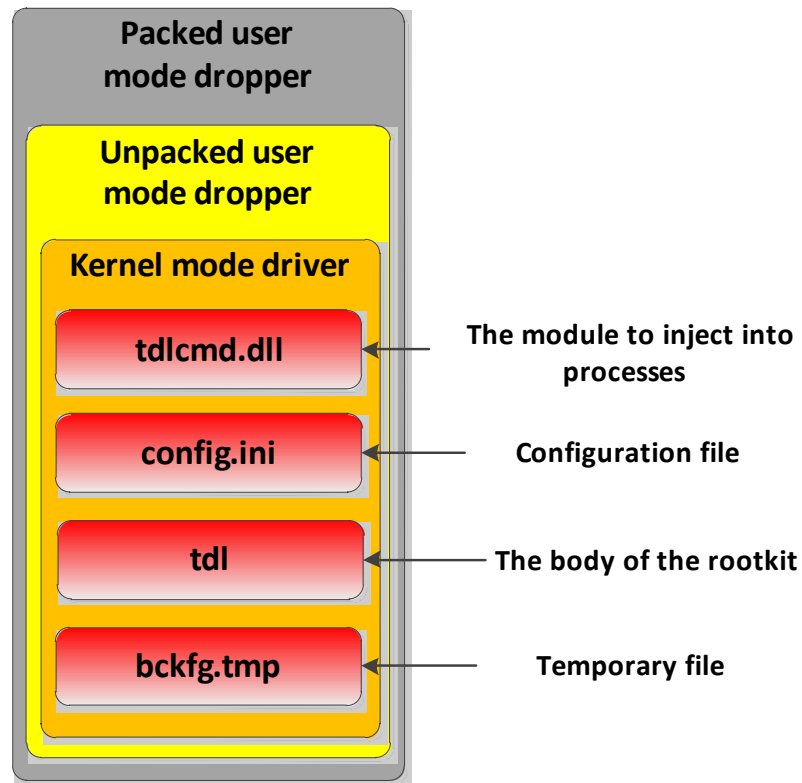 Packed user
mode dropper
Unpacked user
mode dropper
Kernel mode driver
tdlcmd.dll
The module to inject into
processes
config.ini
Configuration file
tdl
The body of the rootkit
bckfg.tmp
Temporary file